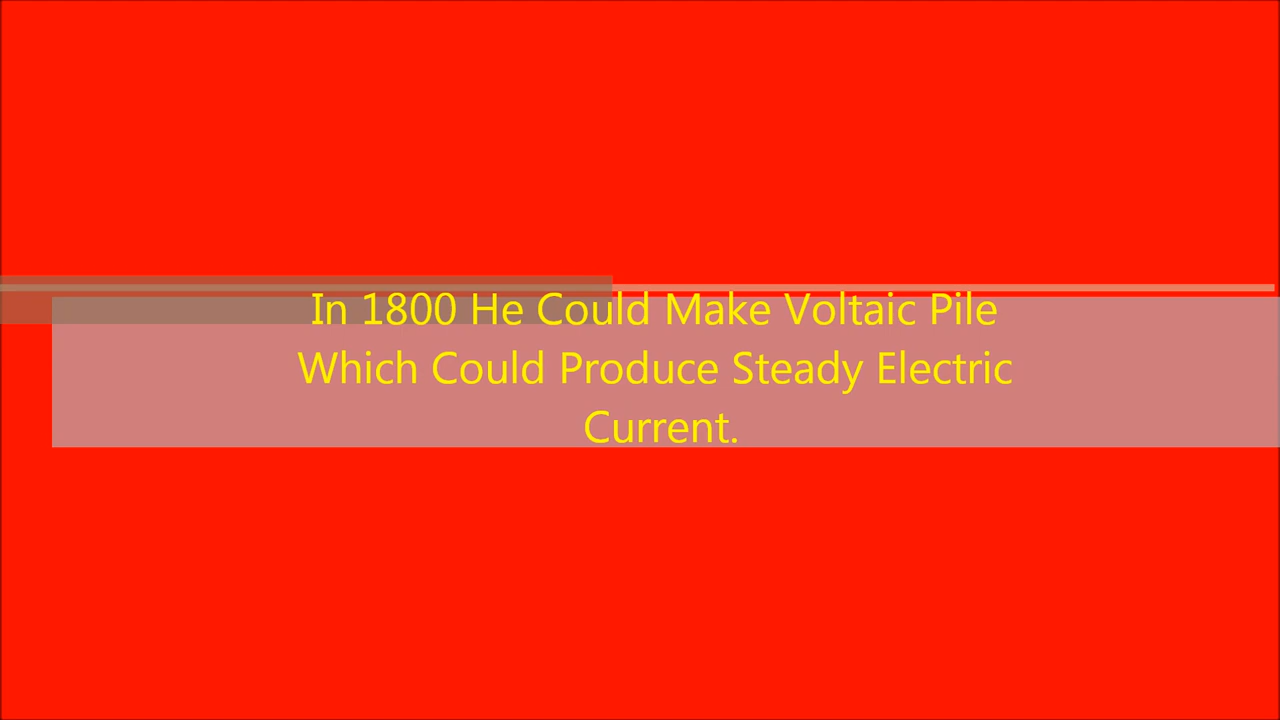 In 1800 He Could Make Voltaic Pile
Which Could Produce Steady Electric
Current.